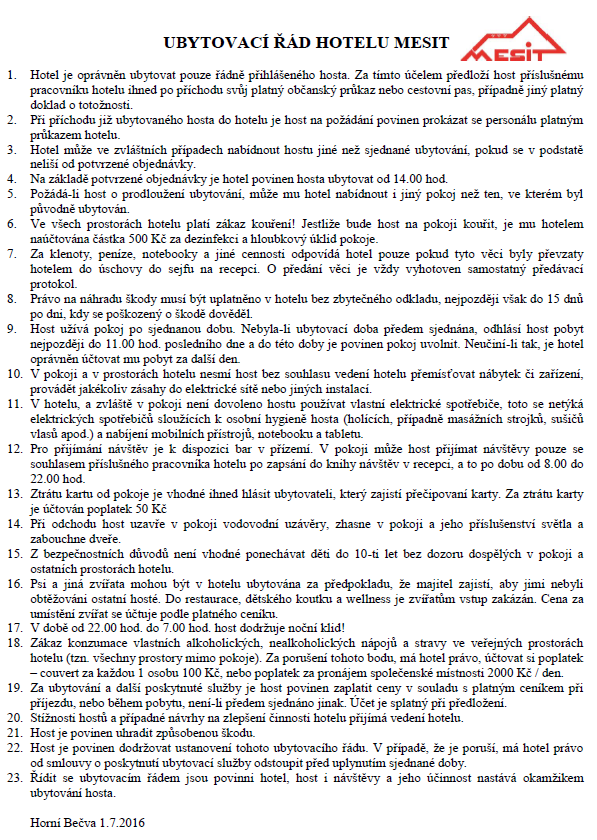 UBYTOVACÍ ŘÁD HOTELU MESIT
MESIT
1. Hotel je oprávněn ubytovat pouze řádně přihlášeného hosta. Za tímto účelem předloží host příslušnému
pracovníku hotelu ihned po příchodu svůj platný občanský průkaz nebo cestovní pas, případně jiný platný
doklad o totožnosti.
2. Při příchodu již ubytovaného hosta do hotelu je host na požádání povinen prokázat se personálu platným
průkazem hotelu.
3. Hotel může ve zvláštních případech nabídnout hostu jiné než sjednané ubytování, pokud se v podstatě
neliší od potvrzené objednávky.
4. Na základě potvrzené objednávky je hotel povinen hosta ubytovat od 14.00 hod.
5. Požádá-li host o prodloužení ubytování, může mu hotel nabídnout i jiný pokoj než ten, ve kterém byl
původně ubytován.
6. Ve všech prostorách hotelu platí zákaz kouření! Jestliže bude host na pokoji kouřit, je mu hotelem
naúčtována částka 500 Kč za dezinfekci a hloubkový úklid pokoje.
7. Za klenoty, peníze, notebooky a jiné cennosti odpovídá hotel pouze pokud tyto věci byly převzaty
hotelem do úschovy do sejfu na recepci. O předání věci je vždy vyhotoven samostatný předávací
protokol.
8. Právo na náhradu škody musí být uplatněno v hotelu bez zbytečného odkladu, nejpozději však do 15 dnů
po dni, kdy se poškozený o škodě dověděl.
9. Host užívá pokoj po sjednanou dobu. Nebyla-li ubytovací doba předem sjednána, odhlásí host pobyt
nejpozději do 11.00 hod. posledního dne a do této doby je povinen pokoj uvolnit. Neučiní-li tak, je hotel
oprávněn účtovat mu pobyt za další den.
10. V pokoji a v prostorách hotelu nesmí host bez souhlasu vedení hotelu přemísťovat nábytek či zařízení,
provádět jakékoliv zásahy do elektrické sítě nebo jiných instalací.
11. V hotelu, a zvláště v pokoji není dovoleno hostu používat vlastní elektrické spotřebiče, toto se netýká
elektrických spotřebičů sloužících k osobní hygieně hosta (holících, případně masážních strojků, sušičů
vlasů apod.) a nabíjení mobilních přístrojů, notebooku a tabletu.
12. Pro přijímání návštěv je k dispozici bar v přízemí. V pokoji může host přijímat návštěvy pouze se
souhlasem příslušného pracovníka hotelu po zapsání do knihy návštěv v recepci, a to po dobu od 8.00 do
22.00 hod.
13. Ztrátu kartu od pokoje je vhodné ihned hlásit ubytovateli, který zajistí přečipování karty. Za ztrátu karty
je účtován poplatek 50 Kč
14. Při odchodu host uzavře v pokoji vodovodní uzávěry, zhasne v pokoji a jeho příslušenství světla a
zabouchne dveře.
15. Z bezpečnostních důvodů není vhodné ponechávat děti do 10-ti let bez dozoru dospělých v pokoji a
ostatních prostorách hotelu.
16. Psi a jiná zvířata mohou být v hotelu ubytována za předpokladu, že majitel zajistí, aby jimi nebyli
obtěžováni ostatní hosté. Do restaurace, dětského koutku a wellness je zvířatům vstup zakázán. Cena za
umístění zvířat se účtuje podle platného ceníku.
17. V době od 22.00 hod. do 7.00 hod. host dodržuje noční klid!
18. Zákaz konzumace vlastních alkoholických, nealkoholických nápojů a stravy ve veřejných prostorách
hotelu (tzn. všechny prostory mimo pokoje). Za porušení tohoto bodu, má hotel právo, účtovat si poplatek
– couvert za každou 1 osobu 100 Kč, nebo poplatek za pronájem společenské místnosti 2000 Kč / den.
19. Za ubytování a další poskytnuté služby je host povinen zaplatit ceny v souladu s platným ceníkem při
příjezdu, nebo během pobytu, není-li předem sjednáno jinak. Účet je splatný při předložení.
20. Stížnosti hostů a případné návrhy na zlepšení činnosti hotelu přijímá vedení hotelu.
21. Host je povinen uhradit způsobenou škodu.
22. Host je povinen dodržovat ustanovení tohoto ubytovacího řádu. V případě, že je poruší, má hotel právo
od smlouvy o poskytnutí ubytovací služby odstoupit před uplynutím sjednané doby.
23. Řídit se ubytovacím řádem jsou povinni hotel, host i návštěvy a jeho účinnost nastává okamžikem
ubytování hosta.
Horní Bečva 1.7.2016